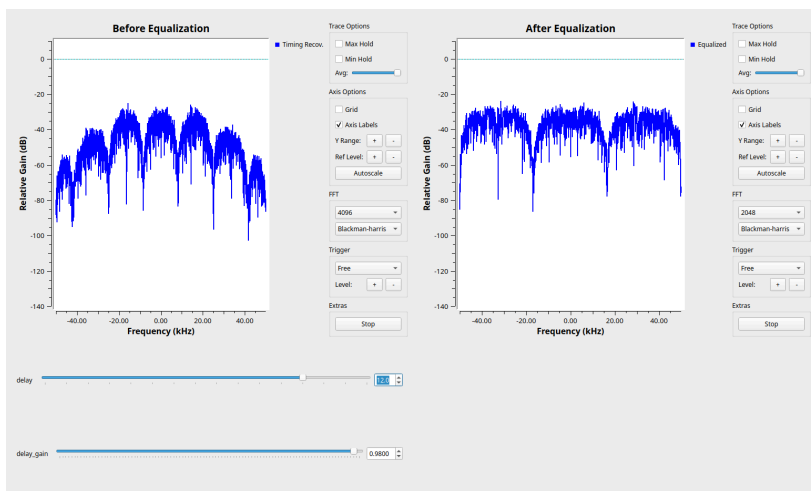 Before Equalization
Timing Recov.
0
-20
-40
-60
-80
-100
-120
-140
Relative Gain (dB)
-40.00 -20.00 0.00 20.00 40.00
Frequency (kHz)
Trace Options
Max Hold
Min Hold
Avg:
Axis Options
Grid
Axis Labels
Y Range: + -
Ref Level: + -
Autoscale
FFT
4096
Blackman-harris
Trigger
Free
Level: + -
Extras
Stop
After Equalization
Equalized
0
-20
-40
-60
-80
-100
-120
-140
Relative Gain (dB)
-40.00 -20.00 0.00 20.00 40.00
Frequency (kHz)
Trace Options
Max Hold
Min Hold
Avg:
Axis Options
Grid
Axis Labels
Y Range: + -
Ref Level: + -
Autoscale
FFT
2048
Blackman-harris
Trigger
Free
Level: + -
Extras
Stop
delay 12.0
delay_gain 0.9800